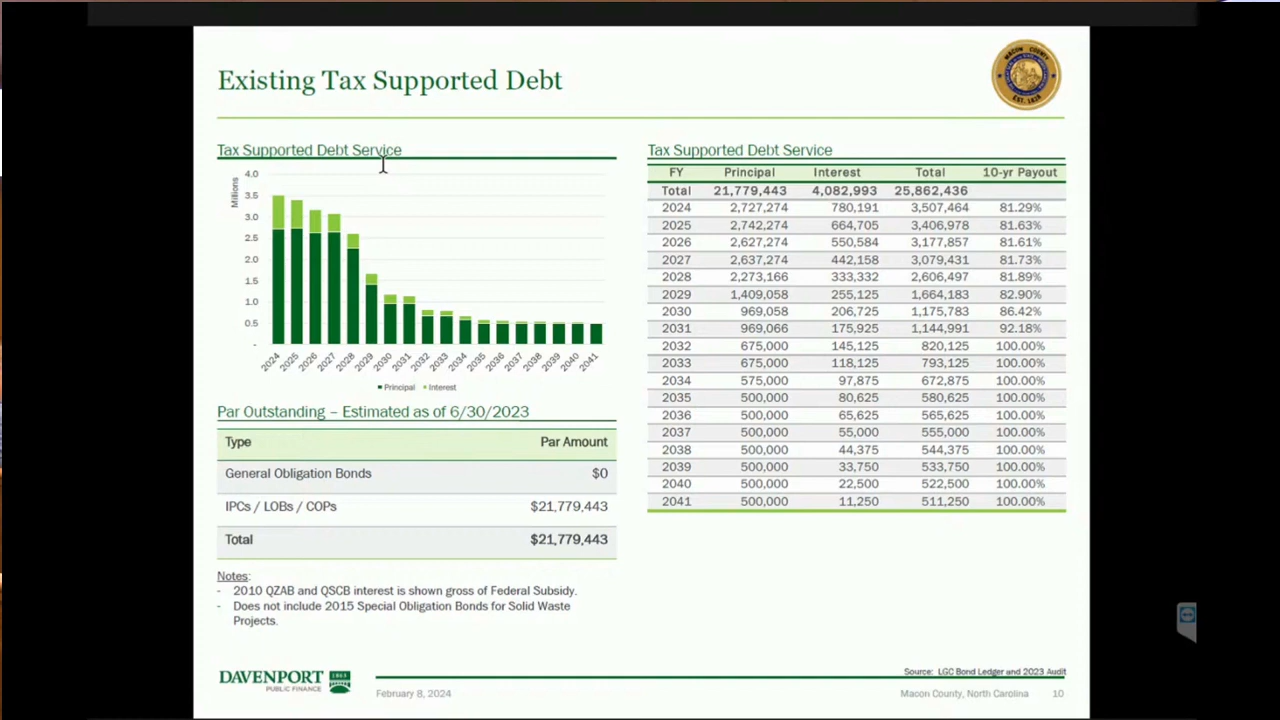 Existing Tax Supported Debt
MACON COUNTY
EST. 1828
Tax Supported Debt Service
Millions
4.0
3.5
3.0
2.5
2.0
1.5
1.0
0.5
-
2024 2025 2026 2027 2028 2029 2030 2031 2032 2033 2034 2035 2036 2037 2038 2039 2040 2041
Principal Interest
Par Outstanding – Estimated as of 6/30/2023
Type Par Amount
General Obligation Bonds $0
IPCs / LOBs / COPs $21,779,443
Total $21,779,443
Notes:
- 2010 QZAB and QSCB interest is shown gross of Federal Subsidy.
- Does not include 2015 Special Obligation Bonds for Solid Waste
Projects.
Tax Supported Debt Service
FY Principal Interest Total 10-yr Payout
Total 21,779,443 4,082,993 25,862,436
2024 2,727,274 780,191 3,507,464 81.29%
2025 2,742,274 664,705 3,406,978 81.63%
2026 2,627,274 550,584 3,177,857 81.61%
2027 2,637,274 442,158 3,079,431 81.73%
2028 2,273,166 333,332 2,606,497 81.89%
2029 1,409,058 255,125 1,664,183 82.90%
2030 969,058 206,725 1,175,783 86.42%
2031 969,066 175,925 1,144,991 92.18%
2032 675,000 145,125 820,125 100.00%
2033 675,000 118,125 793,125 100.00%
2034 575,000 97,875 672,875 100.00%
2035 500,000 80,625 580,625 100.00%
2036 500,000 65,625 565,625 100.00%
2037 500,000 55,000 555,000 100.00%
2038 500,000 44,375 544,375 100.00%
2039 500,000 33,750 533,750 100.00%
2040 500,000 22,500 522,500 100.00%
2041 500,000 11,250 511,250 100.00%
Source: LGC Bond Ledger and 2023 Audit
DAVENPORT
PUBLIC FINANCE
1863
February 8, 2024
Macon County, North Carolina 10